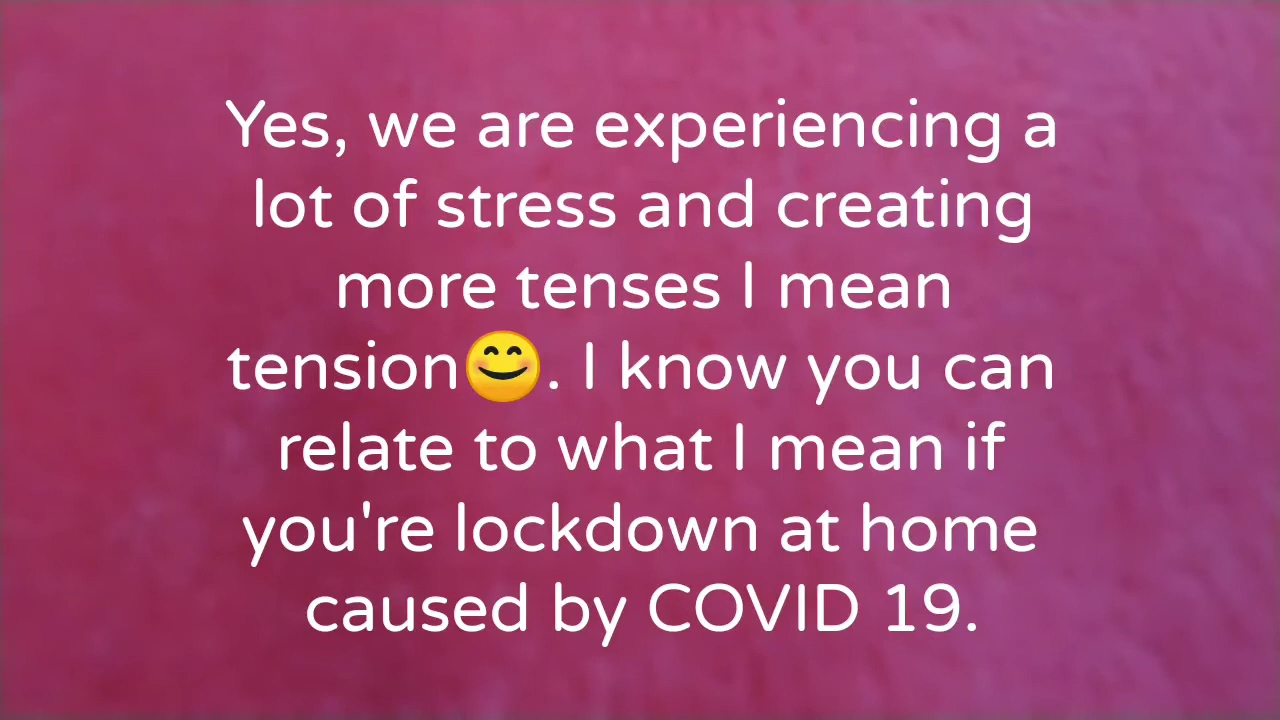 Yes, we are experiencing a
lot of stress and creating
more tenses I mean
tension😊. I know you can
relate to what I mean if
you're lockdown at home
caused by COVID 19.